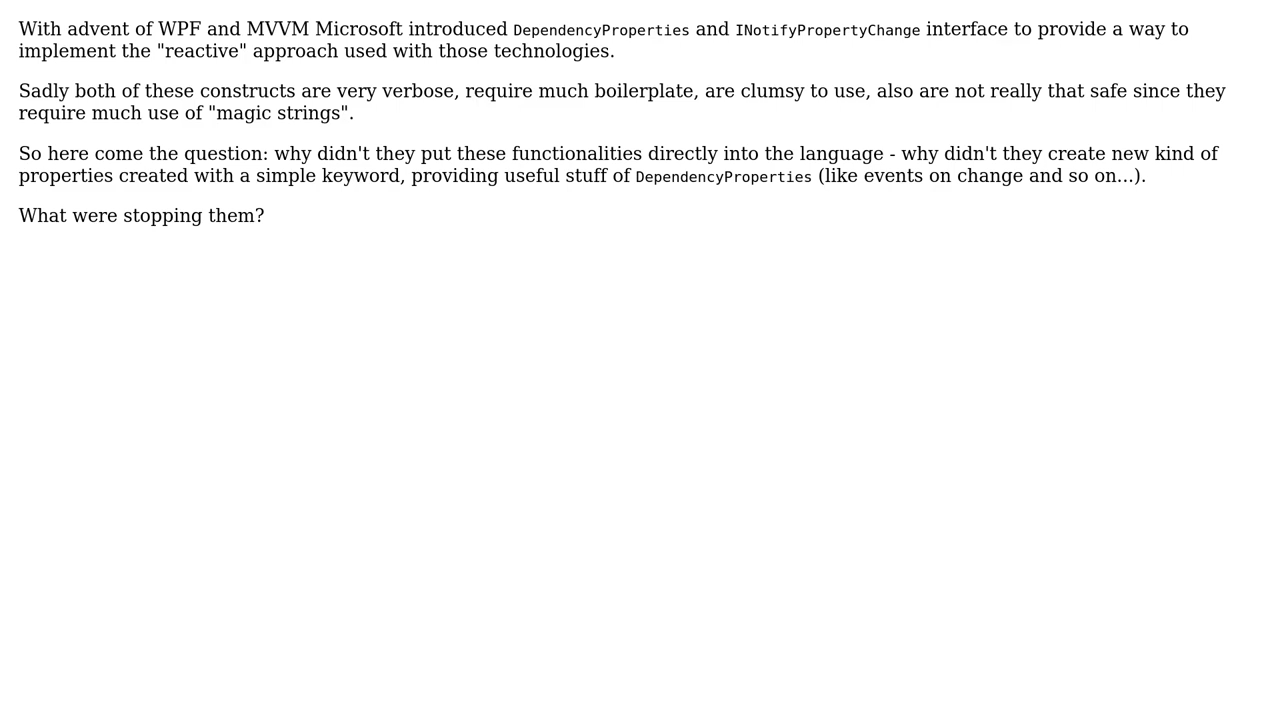 With advent of WPF and MVVM Microsoft introduced DependencyProperties and INotifyPropertyChange interface to provide a way to
implement the "reactive" approach used with those technologies.
Sadly both of these constructs are very verbose, require much boilerplate, are clumsy to use, also are not really that safe since they
require much use of "magic strings".
So here come the question: why didn't they put these functionalities directly into the language - why didn't they create new kind of
properties created with a simple keyword, providing useful stuff of DependencyProperties (like events on change and so on...).
What were stopping them?